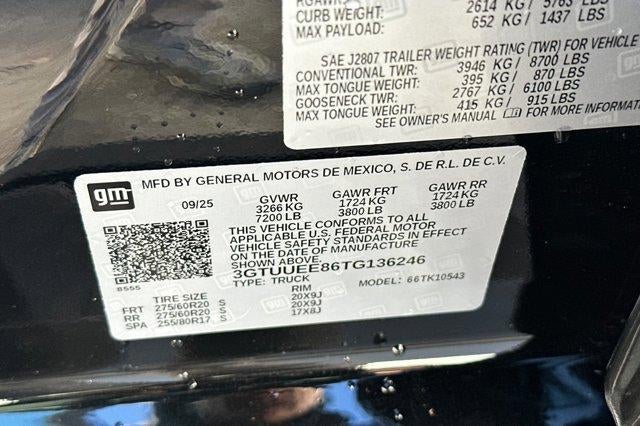 2614 KG / 5763 LBS
CURB WEIGHT: 652 KG / 1437 LBS
MAX PAYLOAD:
SAE J2807 TRAILER WEIGHT RATING (TWR) FOR VEHICLE
CONVENTIONAL TWR: 3946 KG / 8700 LBS
MAX TONGUE WEIGHT: 395 KG / 870 LBS
GOOSENECK TWR: 2767 KG / 6100 LBS
MAX TONGUE WEIGHT: 415 KG / 915 LBS
SEE OWNER'S MANUAL FOR MORE INFORMA
gm MFD BY GENERAL MOTORS DE MEXICO, S. DE R.L. DE C.V.
09/25 GVWR GAWR FRT GAWR RR
3266 KG 1724 KG 1724 KG
7200 LB 3800 LB 3800 LB
THIS VEHICLE CONFORMS TO ALL
APPLICABLE U.S. FEDERAL MOTOR
VEHICLE SAFETY STANDARDS IN EFFECT
ON THE DATE OF MANUFACTURE
SHOWN ABOVE.
3GTUUEE86TG136246
BS55 TYPE: TRUCK MODEL: 66TK10543
TIRE SIZE RIM
FRT 275/60R20 S 20X9J
RR 275/60R20 S 20X9J
SPA 255/80R17 S 17X8J